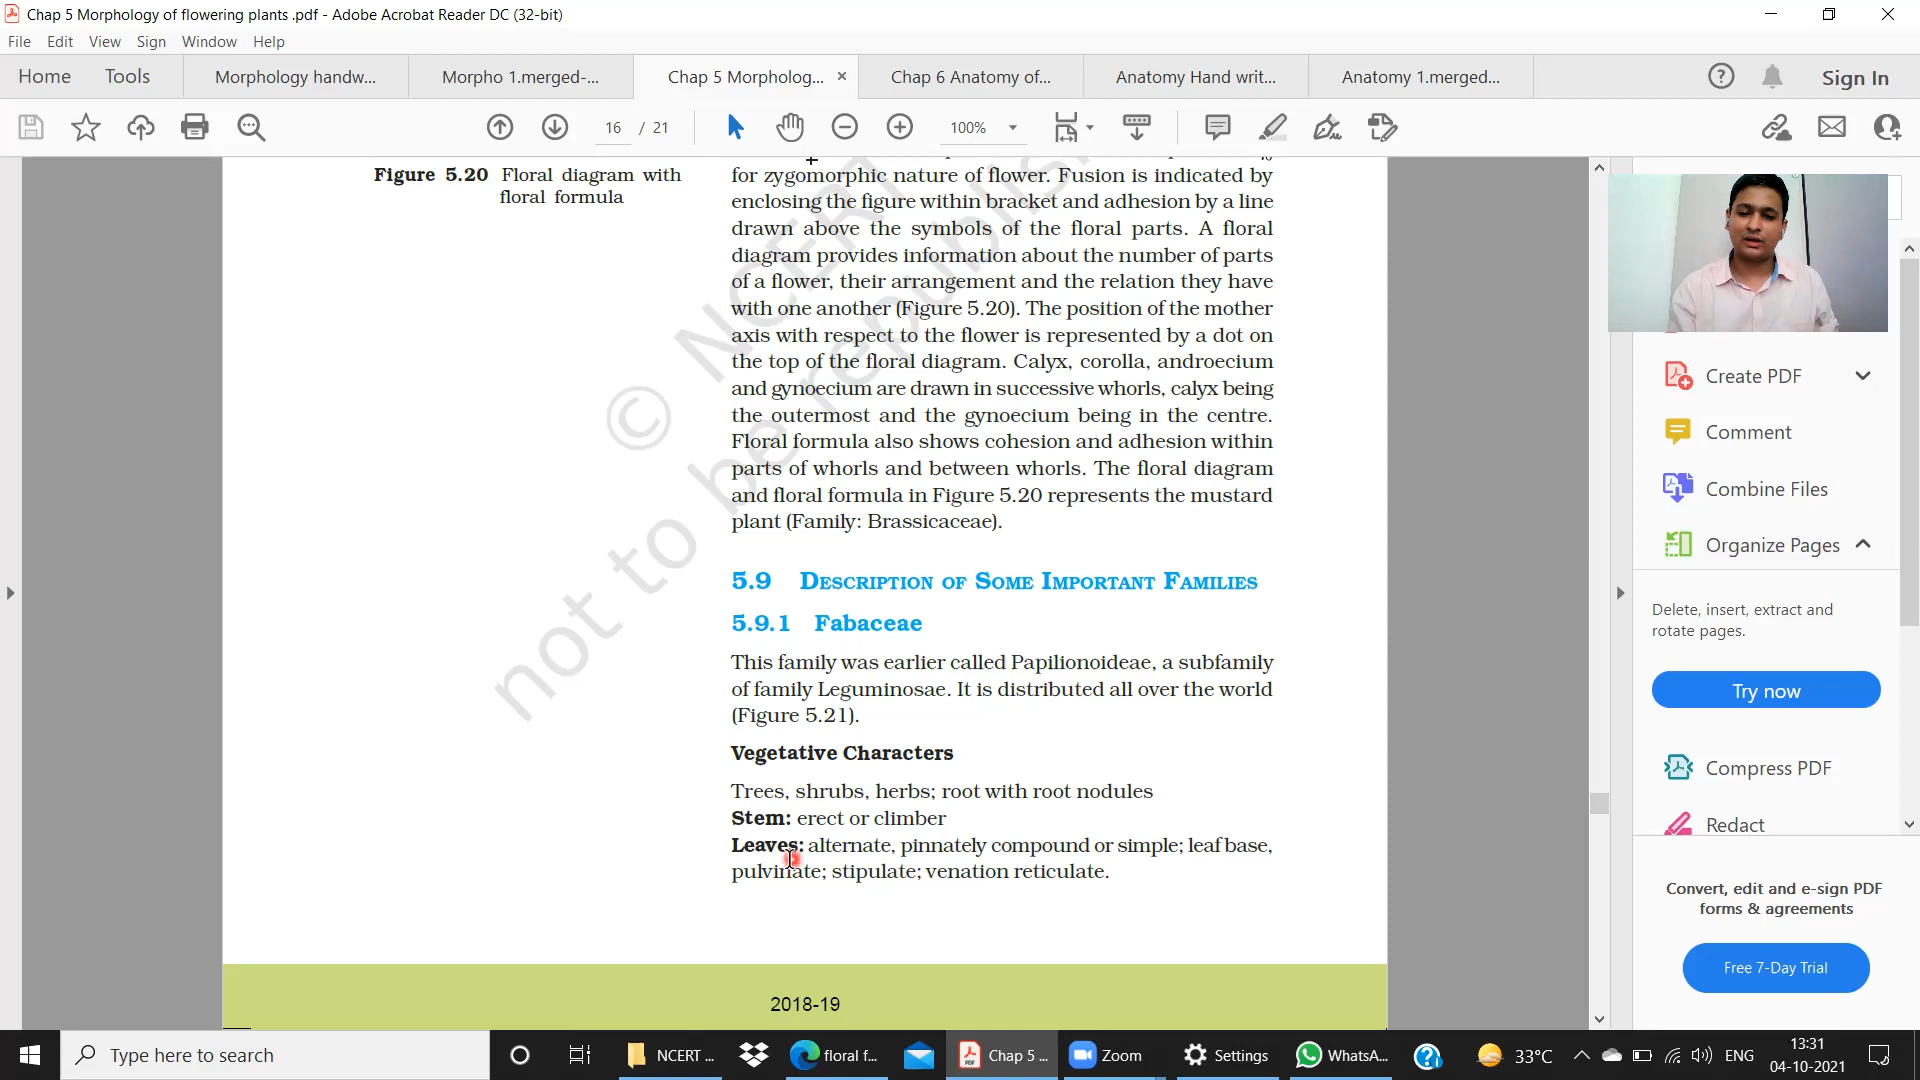 Chap 5 Morphology of flowering plants .pdf - Adobe Acrobat Reader DC (32-bit)
File Edit View Sign Window Help
Home Tools Morphology handw... Morpho 1.merged-... Chap 5 Morpholog... × Chap 6 Anatomy of... Anatomy Hand writ... Anatomy 1.merged... Sign In
16 / 21 100%
Figure 5.20 Floral diagram with
floral formula
for zygomorphic nature of flower. Fusion is indicated by
enclosing the figure within bracket and adhesion by a line
drawn above the symbols of the floral parts. A floral
diagram provides information about the number of parts
of a flower, their arrangement and the relation they have
with one another (Figure 5.20). The position of the mother
axis with respect to the flower is represented by a dot on
the top of the floral diagram. Calyx, corolla, androecium
and gynoecium are drawn in successive whorls, calyx being
the outermost and the gynoecium being in the centre.
Floral formula also shows cohesion and adhesion within
parts of whorls and between whorls. The floral diagram
and floral formula in Figure 5.20 represents the mustard
plant (Family: Brassicaceae).
5.9 Description of Some Important Families
5.9.1 Fabaceae
This family was earlier called Papilionoideae, a subfamily
of family Leguminosae. It is distributed all over the world
(Figure 5.21).
Vegetative Characters
Trees, shrubs, herbs; root with root nodules
Stem: erect or climber
Leaves: alternate, pinnately compound or simple; leaf base,
pulvinate; stipulate; venation reticulate.
2018-19
© NCERT
not to be republis
Create PDF
Comment
Combine Files
Organize Pages
Delete, insert, extract and
rotate pages.
Try now
Compress PDF
Redact
Convert, edit and e-sign PDF
forms & agreements
Free 7-Day Trial
Type here to search NCERT ... floral f... Chap 5 ... Zoom Settings WhatsA... 33°C ENG
13:31
04-10-2021